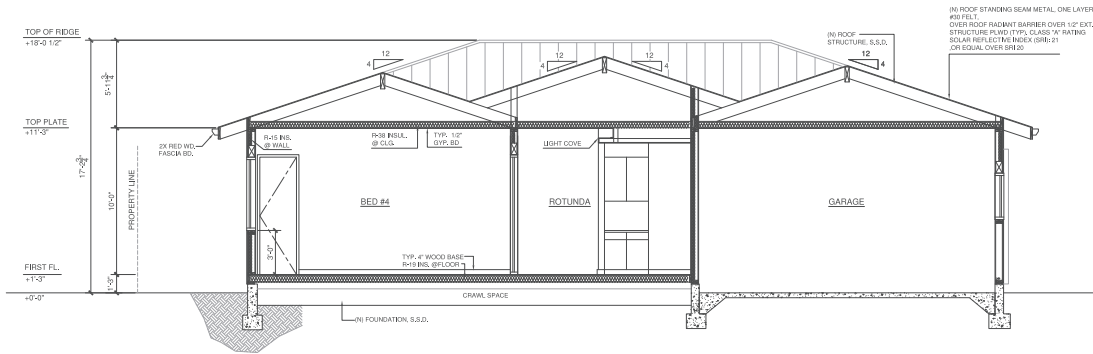 (N) ROOF STANDING SEAM METAL, ONE LAYER
#30 FELT,
OVER ROOF RADIANT BARRIER OVER 1/2" EXT.
STRUCTURE PLWD (TYP), CLASS "A" RATING
SOLAR REFLECTIVE INDEX (SRI): 21
,OR EQUAL OVER SRI 20
TOP OF RIDGE
+18'-0 1/2"
12
4
12
4
12
4
12
4
(N) ROOF
STRUCTURE, S.S.D.
5'-11 3/4"
TOP PLATE
+11'-3"
2X RED WD.
FASCIA BD.
R-15 INS.
@ WALL
R-38 INSUL.
@ CLG.
TYP. 1/2"
GYP. BD
LIGHT COVE
17'-2 3/4"
10'-0"
PROPERTY LINE
BED #4
ROTUNDA
GARAGE
3'-0"
TYP. 4" WOOD BASE
R-19 INS. @FLOOR
FIRST FL.
+1'-3"
1'-3"
+0'-0"
CRAWL SPACE
(N) FOUNDATION, S.S.D.